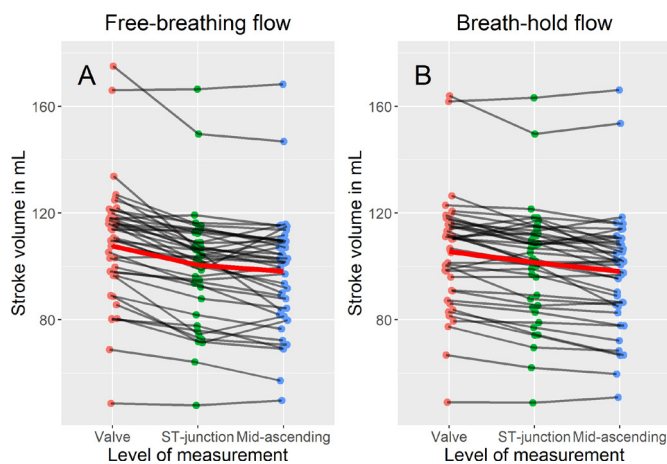 Free-breathing flow
A
Stroke volume in mL
160
120
80
Valve ST-junction Mid-ascending
Level of measurement
Breath-hold flow
B
Stroke volume in mL
160
120
80
Valve ST-junction Mid-ascending
Level of measurement